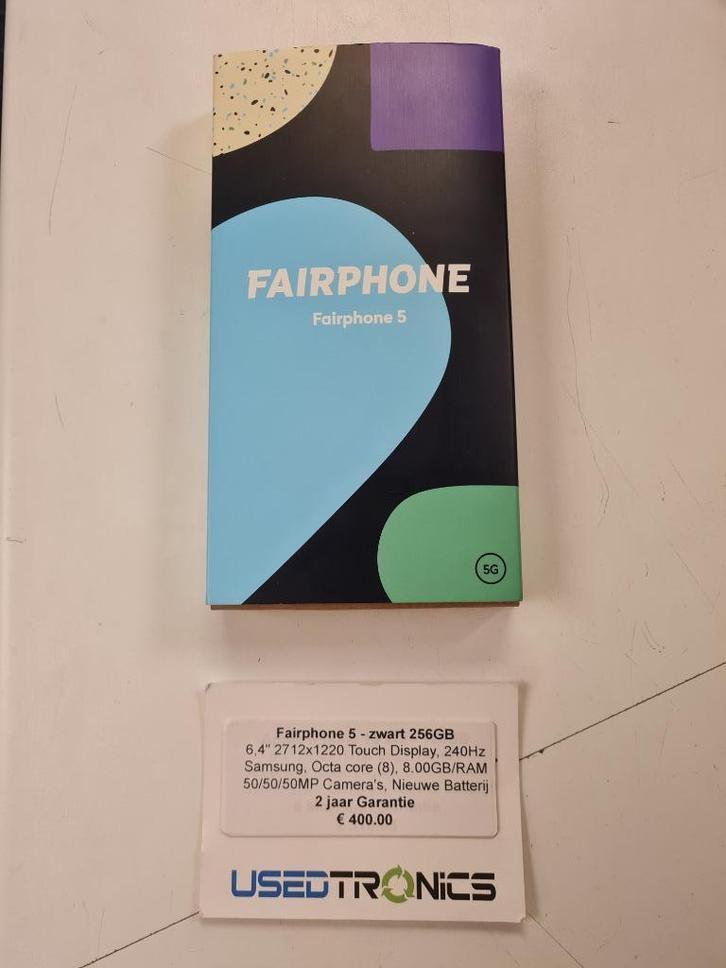 FAIRPHONE
Fairphone 5
5G
Fairphone 5 - zwart 256GB
6,4" 2712x1220 Touch Display, 240Hz
Samsung, Octa core (8), 8.00GB/RAM
50/50/50MP Camera's, Nieuwe Batterij
2 jaar Garantie
€ 400.00
USEDTRONiCS